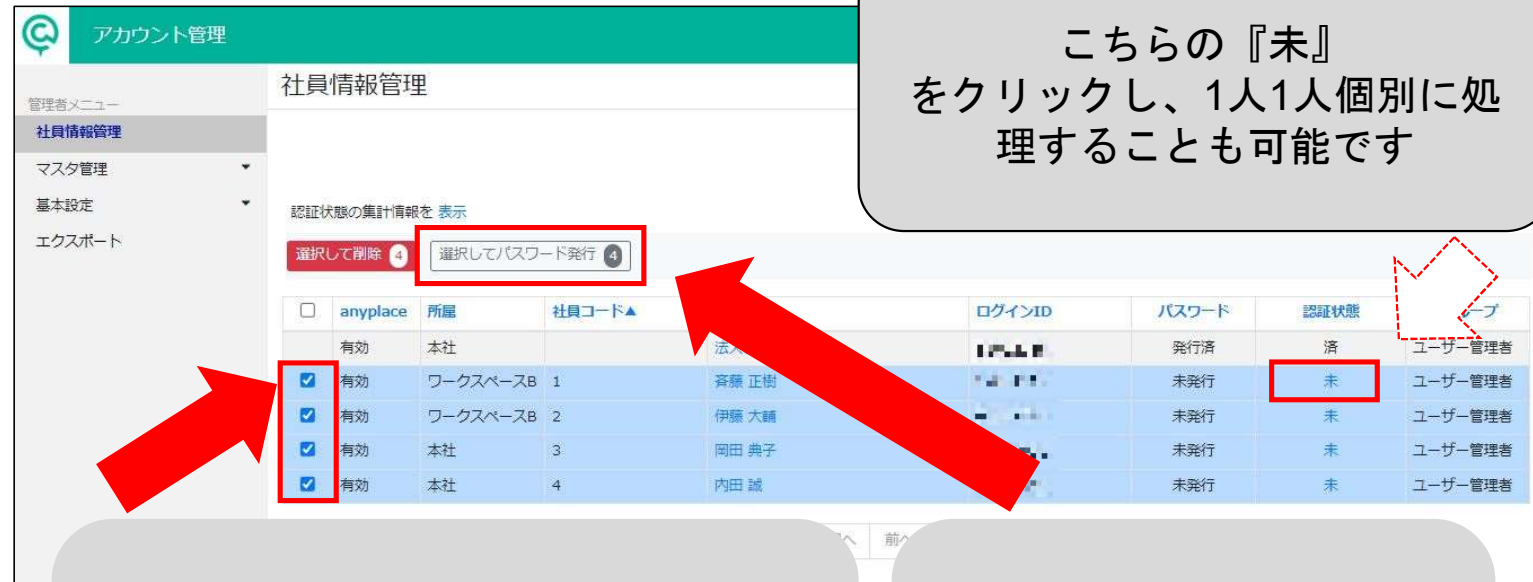 アカウント管理
こちらの『未』
をクリックし、1人1人個別に処
理することも可能です
社員情報管理
管理者メニュー
社員情報管理
マスタ管理
基本設定
エクスポート
認証状態の集計情報を 表示
選択して削除 4 選択してパスワード発行 4
anyplace 所属 社員コード▲ ログインID パスワード 認証状態 ープ
有効 本社 法人 発行済 済 ユーザー管理者
有効 ワークスペースB 1 斉藤 正樹 未発行 未 ユーザー管理者
有効 ワークスペースB 2 伊藤 大輔 未発行 未 ユーザー管理者
有効 本社 3 岡田 典子 未発行 未 ユーザー管理者
有効 本社 4 内田 誠 未発行 未 ユーザー管理者
へ 前へ